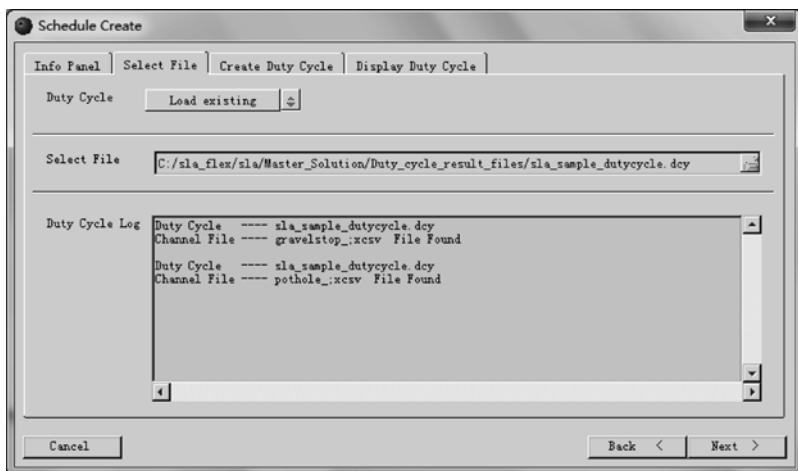 Schedule Create
Info Panel Select File Create Duty Cycle Display Duty Cycle
Duty Cycle Load existing
Select File C:/sla_flex/sla/Master_Solution/Duty_cycle_result_files/sla_sample_dutycycle.dcy
Duty Cycle Log
Duty Cycle ---- sla_sample_dutycycle.dcy
Channel File ---- gravelstop_;xcsv File Found
Duty Cycle ---- sla_sample_dutycycle.dcy
Channel File ---- pothole_;xcsv File Found
Cancel Back < Next >